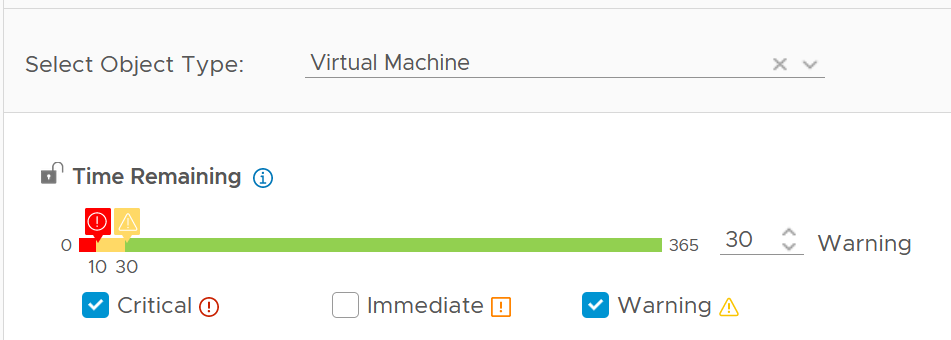 Select Object Type: Virtual Machine
Time Remaining
0 365 30 Warning
10 30
Critical Immediate Warning